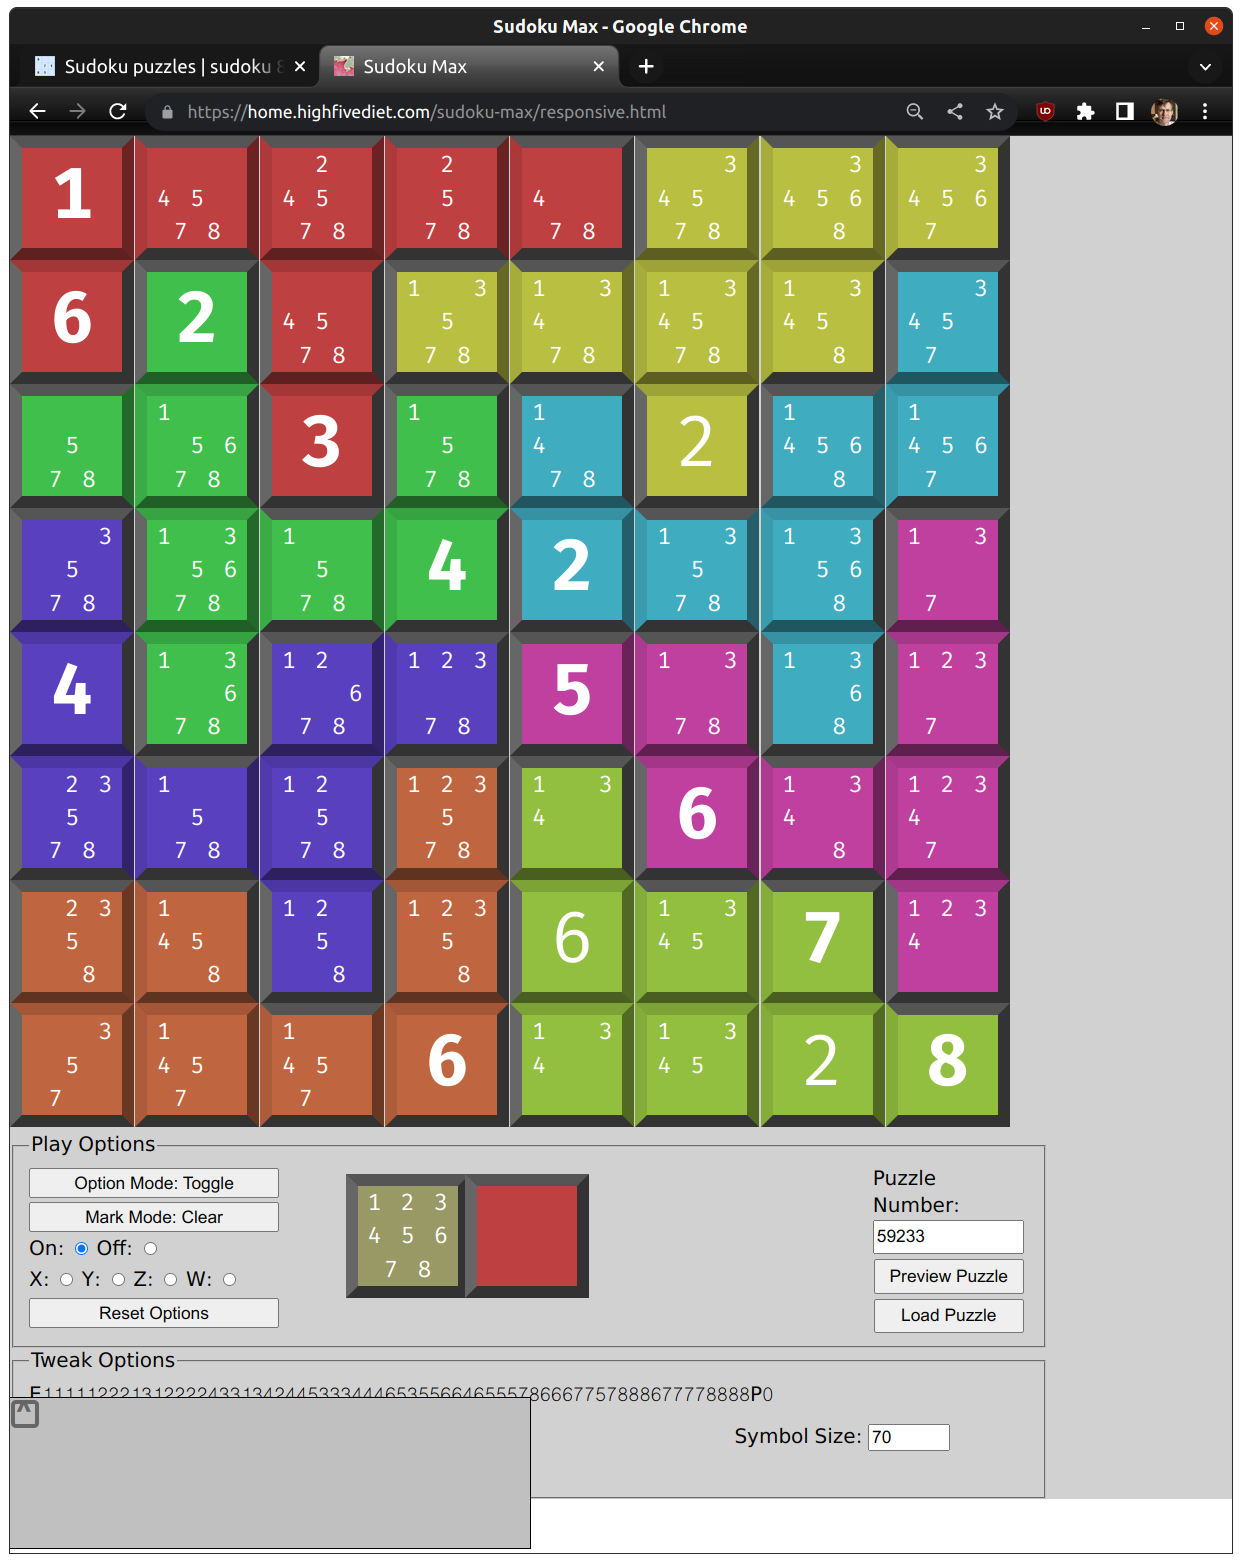 Sudoku Max - Google Chrome
Sudoku puzzles | sudoku 8
Sudoku Max
https://home.highfivediet.com/sudoku-max/responsive.html
2 2 3 3 3
1 4 5 4 5 5 4 4 5 4 5 6 4 5 6
7 8 7 8 7 8 7 8 7 8 8 7
1 3 1 3 1 3 1 3 3
6 2 4 5 5 4 4 5 4 5 4 5
7 8 7 8 7 8 7 8 8 7
1 1 1 1 1
5 5 6 3 5 4 2 4 5 6 4 5 6
7 8 7 8 7 8 7 8 8 7
3 1 3 1 1 3 1 3 1 3
5 5 6 5 4 2 5 5 6
7 8 7 8 7 8 7 8 8 7
1 3 1 2 1 2 3 1 3 1 3 1 2 3
4 6 6 5 6
7 8 7 8 7 8 7 8 8 7
2 3 1 1 2 1 2 3 1 3 1 3 1 2 3
5 5 5 5 4 6 4 4
7 8 7 8 7 8 7 8 8 7
2 3 1 1 2 1 2 3 1 3 1 2 3
5 4 5 5 5 6 4 5 7 4
8 8 8 8
3 1 1 1 3 1 3
5 4 5 4 5 6 4 4 5 2 8
7 7 7
Play Options
Option Mode: Toggle
Mark Mode: Clear
On: Off:
X: Y: Z: W:
Reset Options
1 2 3
4 5 6
7 8
Puzzle
Number:
59233
Preview Puzzle
Load Puzzle
Tweak Options
Symbol Size: 70